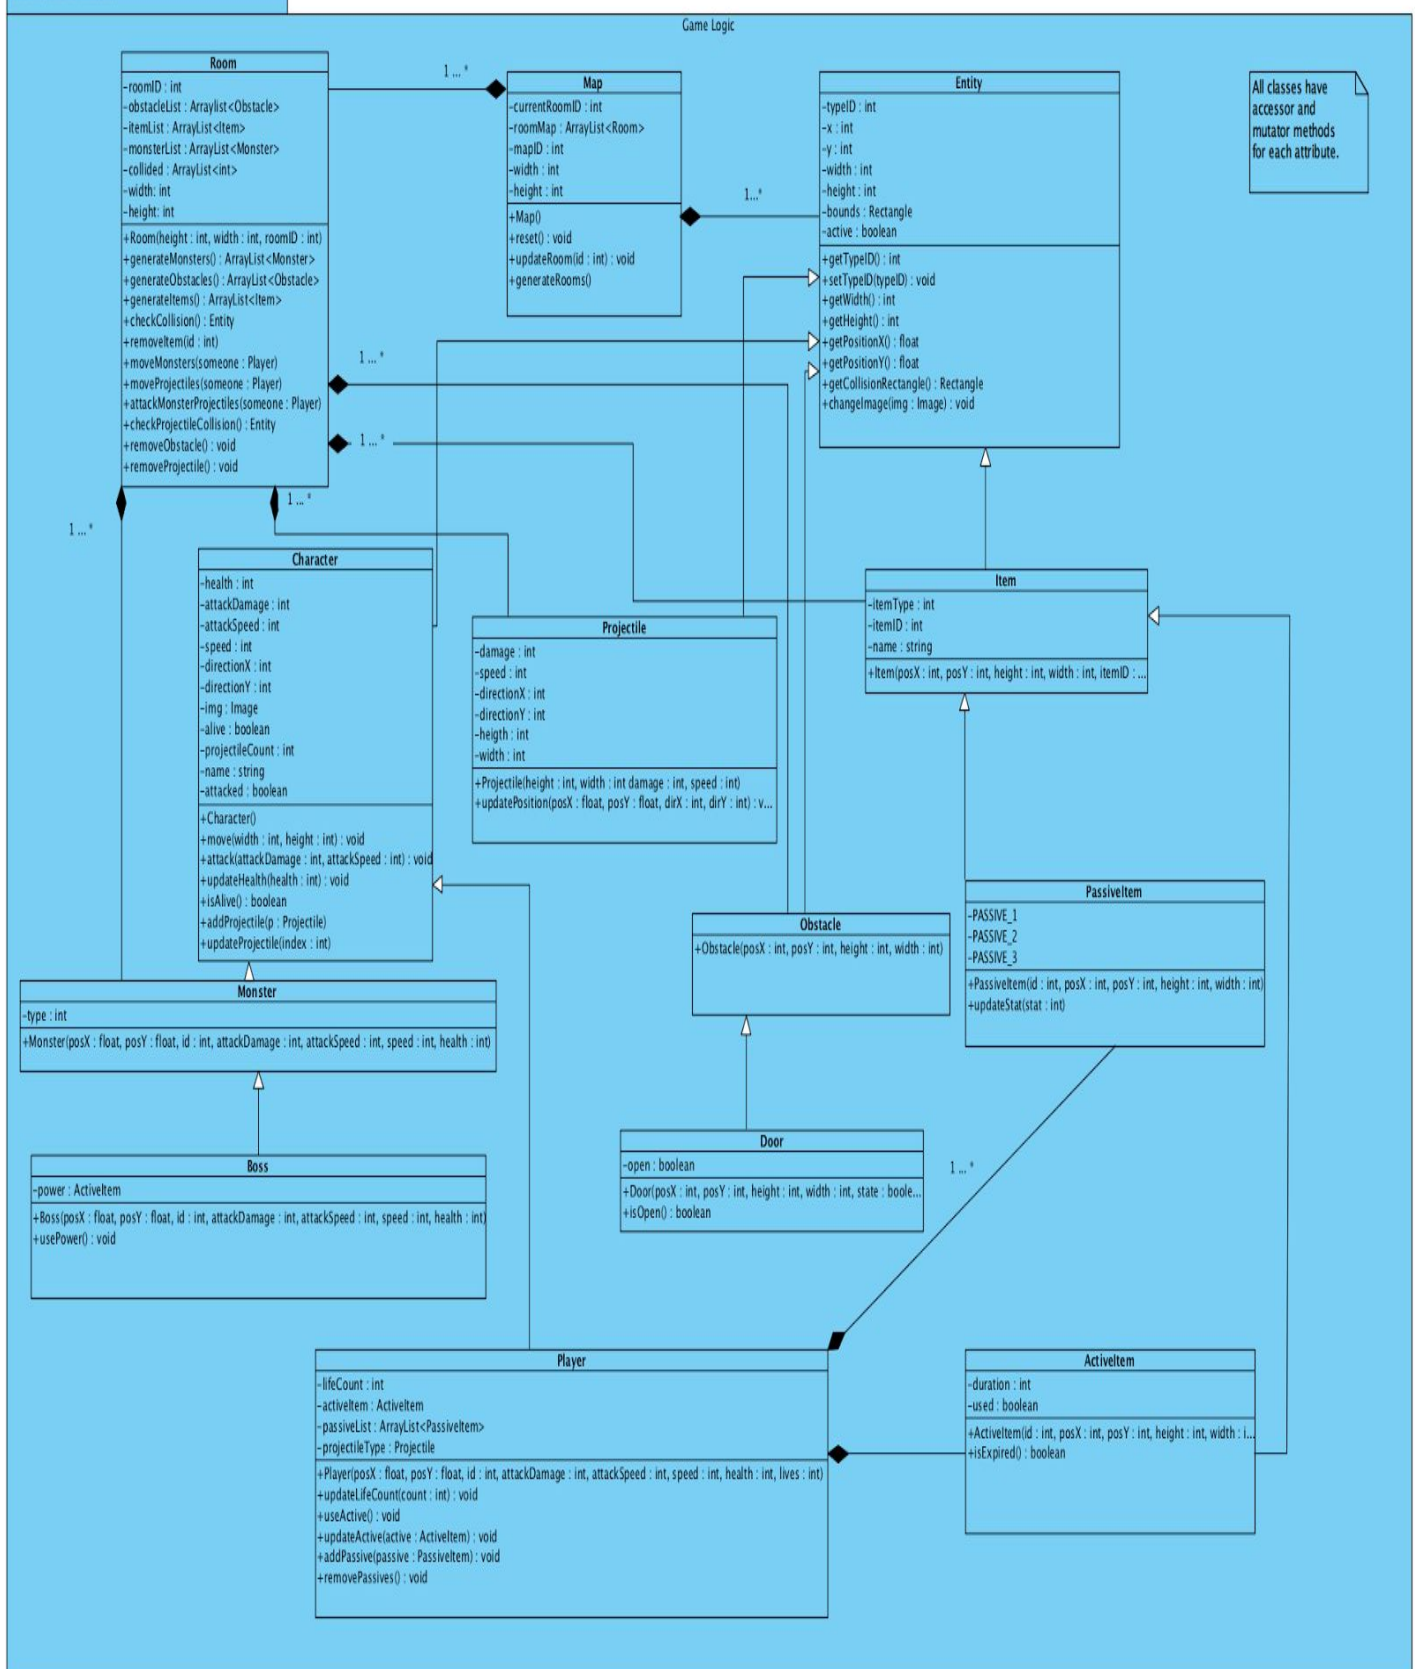 Game Logic
Room
-roomID : int
-obstacleList : Arraylist<Obstacle>
-itemList : ArrayList<Item>
-monsterList : ArrayList<Monster>
-collided : ArrayList<int>
-width: int
-height: int
+Room(height : int, width : int, roomID : int)
+generateMonsters() : ArrayList<Monster>
+generateObstacles() : ArrayList<Obstacle>
+generateItems() : ArrayList<Item>
+checkCollision() : Entity
+removeItem(id : int)
+moveMonsters(someone : Player)
+moveProjectiles(someone : Player)
+attackMonsterProjectiles(someone : Player)
+checkProjectileCollision() : Entity
+removeObstacle() : void
+removeProjectile() : void
1 ... *
Map
-currentRoomID : int
-roomMap : ArrayList<Room>
-mapID : int
-width : int
-height : int
+Map()
+reset() : void
+updateRoom(id : int) : void
+generateRooms()
1...*
Entity
-typeID : int
-x : int
-y : int
-width : int
-height : int
-bounds : Rectangle
-active : boolean
+getTypeID() : int
+setTypeID(typeID) : void
+getWidth() : int
+getHeight() : int
+getPositionX() : float
+getPositionY() : float
+getCollisionRectangle() : Rectangle
+changeImage(img : Image) : void
All classes have
accessor and
mutator methods
for each attribute.
1 ... *
1 ... *
1 ... *
1 ... *
Character
-health : int
-attackDamage : int
-attackSpeed : int
-speed : int
-directionX : int
-directionY : int
-img : Image
-alive : boolean
-projectileCount : int
-name : string
-attacked : boolean
+Character()
+move(width : int, height : int) : void
+attack(attackDamage : int, attackSpeed : int) : void
+updateHealth(health : int) : void
+isAlive() : boolean
+addProjectile(p : Projectile)
+updateProjectile(index : int)
Projectile
-damage : int
-speed : int
-directionX : int
-directionY : int
-heigth : int
-width : int
+Projectile(height : int, width : int damage : int, speed : int)
+updatePosition(posX : float, posY : float, dirX : int, dirY : int) : v...
Item
-itemType : int
-itemID : int
-name : string
+Item(posX : int, posY : int, height : int, width : int, itemID : ...
PassiveItem
-PASSIVE_1
-PASSIVE_2
-PASSIVE_3
+PassiveItem(id : int, posX : int, posY : int, height : int, width : int)
+updateStat(stat : int)
Obstacle
+Obstacle(posX : int, posY : int, height : int, width : int)
Monster
-type : int
+Monster(posX : float, posY : float, id : int, attackDamage : int, attackSpeed : int, speed : int, health : int)
Door
-open : boolean
+Door(posX : int, posY : int, height : int, width : int, state : boole...
+isOpen() : boolean
1 ... *
Boss
-power : ActiveItem
+Boss(posX : float, posY : float, id : int, attackDamage : int, attackSpeed : int, speed : int, health : int)
+usePower() : void
Player
-lifeCount : int
-activeItem : ActiveItem
-passiveList : ArrayList<PassiveItem>
-projectileType : Projectile
+Player(posX : float, posY : float, id : int, attackDamage : int, attackSpeed : int, speed : int, health : int, lives : int)
+updateLifeCount(count : int) : void
+useActive() : void
+updateActive(active : ActiveItem) : void
+addPassive(passive : PassiveItem) : void
+removePassives() : void
ActiveItem
-duration : int
-used : boolean
+ActiveItem(id : int, posX : int, posY : int, height : int, width : i...
+isExpired() : boolean